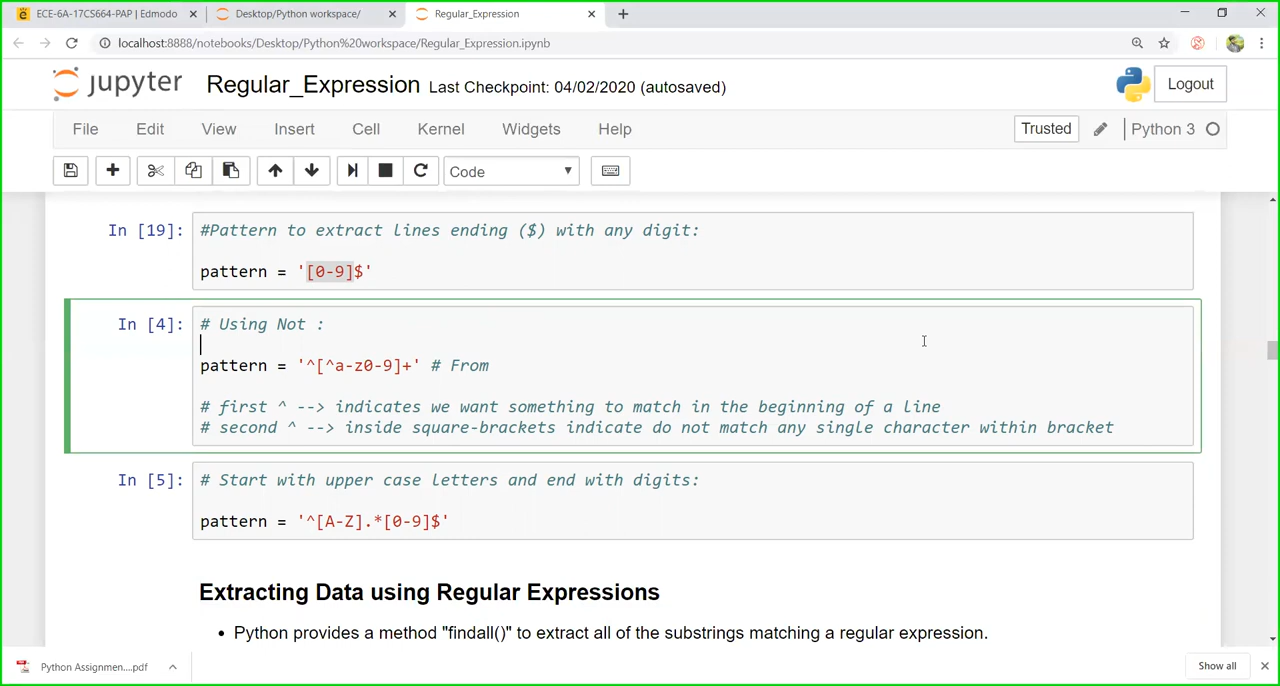 ECE-6A-17CS664-PAP | Edmodo
Desktop/Python workspace/
Regular_Expression
localhost:8888/notebooks/Desktop/Python%20workspace/Regular_Expression.ipynb
jupyter Regular_Expression Last Checkpoint: 04/02/2020 (autosaved)
Logout
File Edit View Insert Cell Kernel Widgets Help
Trusted
Python 3
Code
In [19]: #Pattern to extract lines ending ($) with any digit:
pattern = '[0-9]$'
In [4]: # Using Not :
pattern = '^[^a-z0-9]+' # From
# first ^ --> indicates we want something to match in the beginning of a line
# second ^ --> inside square-brackets indicate do not match any single character within bracket
In [5]: # Start with upper case letters and end with digits:
pattern = '^[A-Z].*[0-9]$'
Extracting Data using Regular Expressions
• Python provides a method "findall()" to extract all of the substrings matching a regular expression.
Python Assignmen....pdf
Show all